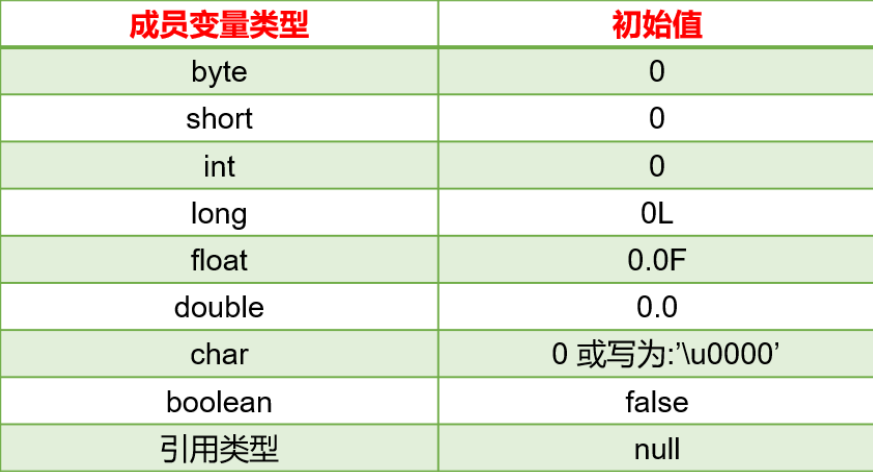 成员变量类型 初始值
byte 0
short 0
int 0
long 0L
float 0.0F
double 0.0
char 0 或写为:’\u0000’
boolean false
引用类型 null